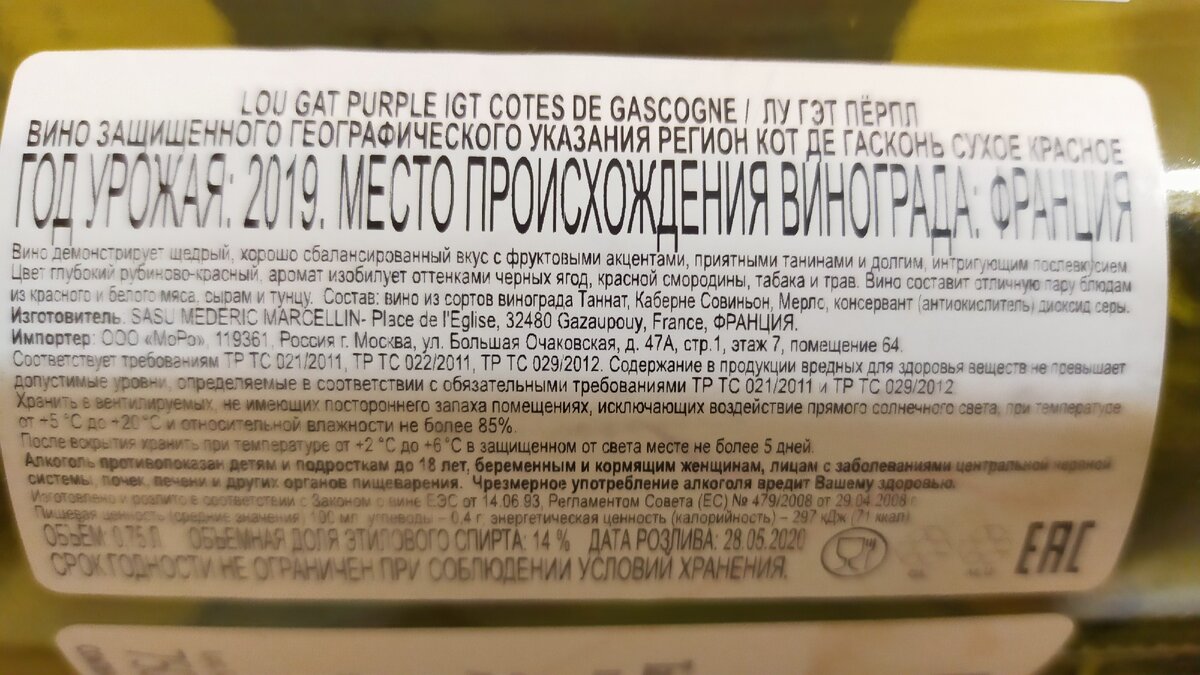 LOU GAT PURPLE IGT COTES DE GASCOGNE / ЛУ ГЭТ ПЁРПЛ
ВИНО ЗАЩИЩЕННОГО ГЕОГРАФИЧЕСКОГО УКАЗАНИЯ РЕГИОН КОТ ДЕ ГАСКОНЬ СУХОЕ КРАСНОЕ
ГОД УРОЖАЯ: 2019. МЕСТО ПРОИСХОЖДЕНИЯ ВИНОГРАДА: ФРАНЦИЯ
Вино демонстрирует щедрый, хорошо сбалансированный вкус с фруктовыми акцентами, приятными танинами и долгим, интригующим послевкусием.
Цвет глубокий рубиново-красный, аромат изобилует оттенками черных ягод, красной смородины, табака и трав. Вино составит отличную пару блюдам
из красного и белого мяса, сырам и тунцу. Состав: вино из сортов винограда Таннат, Каберне Совиньон, Мерло, консервант (антиокислитель) диоксид серы.
Изготовитель: SASU MEDERIC MARCELLIN- Place de l'Eglise, 32480 Gazaupouy, France, ФРАНЦИЯ.
Импортер: ООО «МоРо», 119361, Россия г. Москва, ул. Большая Очаковская, д. 47А, стр.1, этаж 7, помещение 64.
Соответствует требованиям ТР ТС 021/2011, ТР ТС 022/2011, ТР ТС 029/2012. Содержание в продукции вредных для здоровья веществ не превышает
допустимые уровни, определяемые в соответствии с обязательными требованиями ТР ТС 021/2011 и ТР ТС 029/2012
Хранить в вентилируемых, не имеющих постороннего запаха помещениях, исключающих воздействие прямого солнечного света, при температуре
от +5 °C до +20°C и относительной влажности не более 85%.
После вскрытия хранить при температуре от +2 °C до +6 °C в защищенном от света месте не более 5 дней.
Алкоголь противопоказан детям и подросткам до 18 лет, беременным и кормящим женщинам, лицам с заболеваниями центральной нервной
системы, почек, печени и других органов пищеварения. Чрезмерное употребление алкоголя вредит Вашему здоровью.
Изготовлено и розлито в соответствии с Законом о вине ЕЭС от 14.06.93, Регламентом Совета (ЕС) № 479/2008 от 29.04.2008 г.
Пищевая ценность (средние значения) 100 мл: углеводы – 0,4 г, энергетическая ценность (калорийность) – 297 кДж (71 ккал)
ОБЪЕМ: 0.75 Л ОБЪЕМНАЯ ДОЛЯ ЭТИЛОВОГО СПИРТА: 14 % ДАТА РОЗЛИВА: 28.05.2020
СРОК ГОДНОСТИ НЕ ОГРАНИЧЕН ПРИ СОБЛЮДЕНИИ УСЛОВИЙ ХРАНЕНИЯ.
EAC